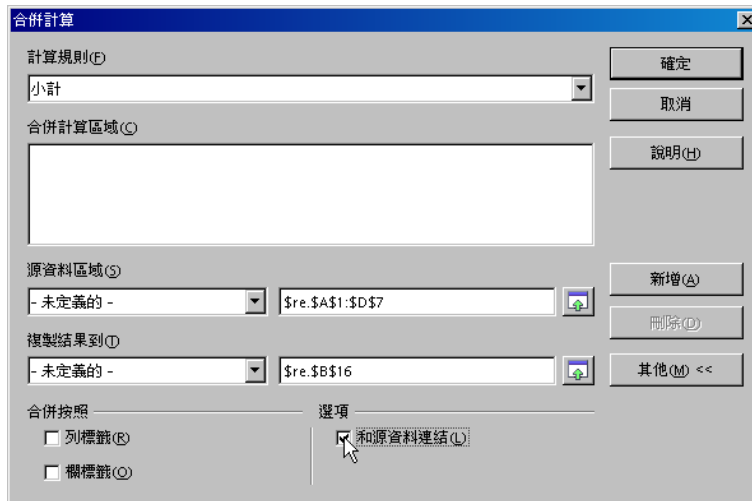 合併計算
計算規則(F)
小計
確定
取消
合併計算區域(C)
說明(H)
源資料區域(S)
- 未定義的 -
$re.$A$1:$D$7
新增(A)
刪除(D)
複製結果到(T)
- 未定義的 -
$re.$B$16
其他(M) <<
合併按照
選項
列標籤(R)
和源資料連結(L)
欄標籤(O)